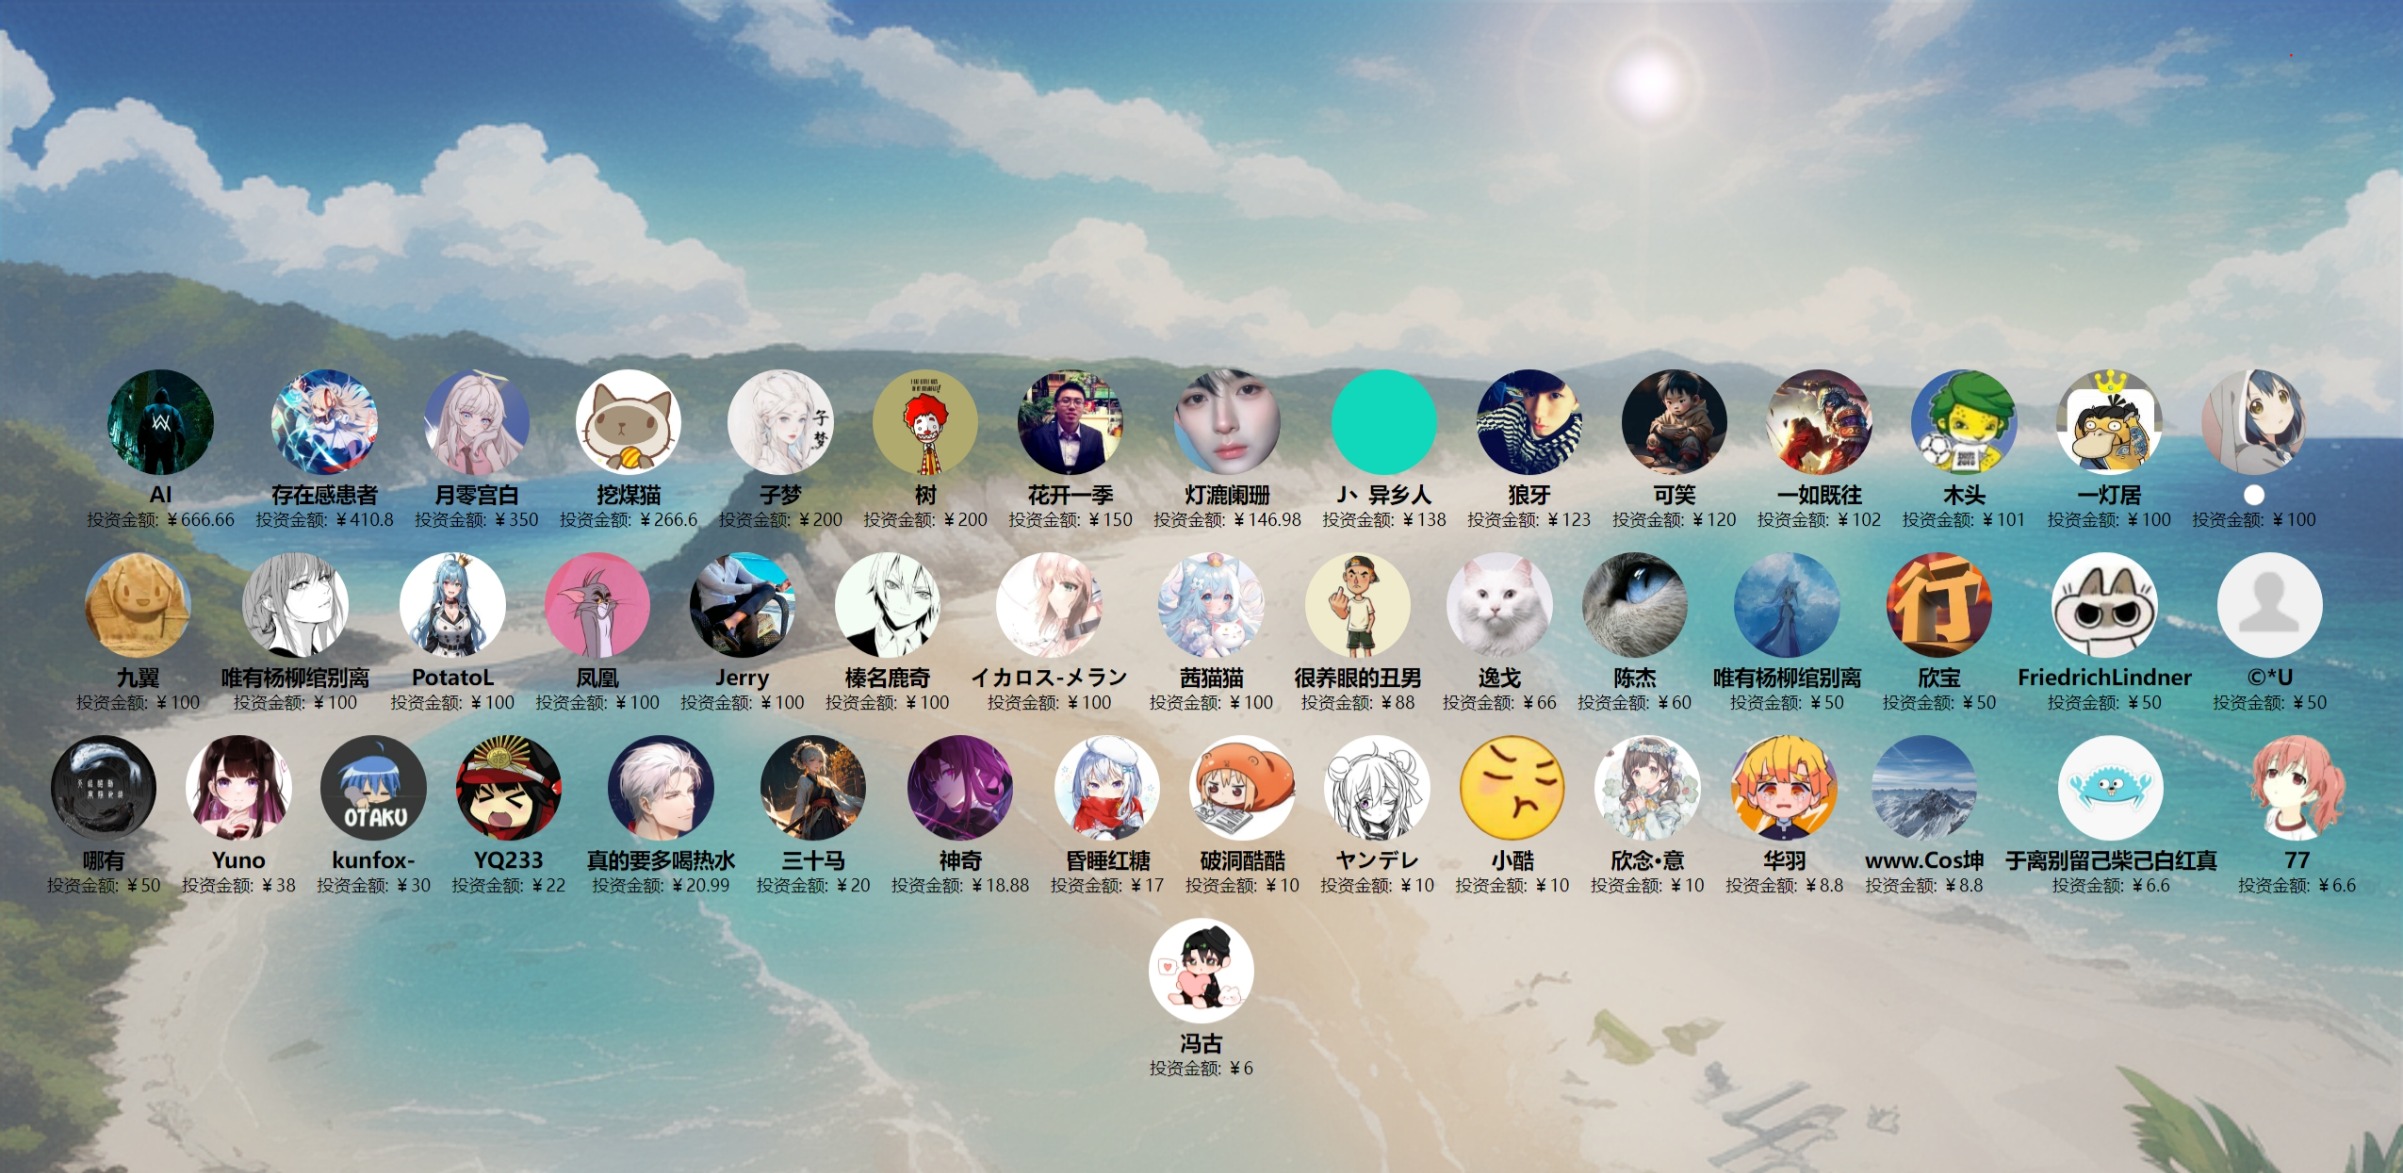 AI
投资金额: ¥666.66
存在感患者
投资金额: ¥410.8
月零宫白
投资金额: ¥350
挖煤猫
投资金额: ¥266.6
子梦
子梦
投资金额: ¥200
树
投资金额: ¥200
花开一季
投资金额: ¥150
灯漉阑珊
投资金额: ¥146.98
J丶异乡人
投资金额: ¥138
狼牙
投资金额: ¥123
可笑
投资金额: ¥120
一如既往
投资金额: ¥102
木头
投资金额: ¥101
一灯居
投资金额: ¥100
投资金额: ¥100
九翼
投资金额: ¥100
唯有杨柳绾别离
投资金额: ¥100
PotatoL
投资金额: ¥100
凤凰
投资金额: ¥100
Jerry
投资金额: ¥100
榛名鹿奇
投资金额: ¥100
イカロス-メラン
投资金额: ¥100
茜猫猫
投资金额: ¥100
很养眼的丑男
投资金额: ¥88
逸戈
投资金额: ¥66
陈杰
投资金额: ¥60
唯有杨柳绾别离
投资金额: ¥50
行
欣宝
投资金额: ¥50
FriedrichLindner
投资金额: ¥50
©*U
投资金额: ¥50
哪有
投资金额: ¥50
Yuno
投资金额: ¥38
OTAKU
kunfox-
投资金额: ¥30
YQ233
投资金额: ¥22
真的要多喝热水
投资金额: ¥20.99
三十马
投资金额: ¥20
神奇
投资金额: ¥18.88
昏睡红糖
投资金额: ¥17
破洞酷酷
投资金额: ¥10
ヤンデレ
投资金额: ¥10
小酷
投资金额: ¥10
欣念•意
投资金额: ¥10
华羽
投资金额: ¥8.8
www.Cos坤
投资金额: ¥8.8
于离别留己柴己白红真
投资金额: ¥6.6
77
投资金额: ¥6.6
冯古
投资金额: ¥6